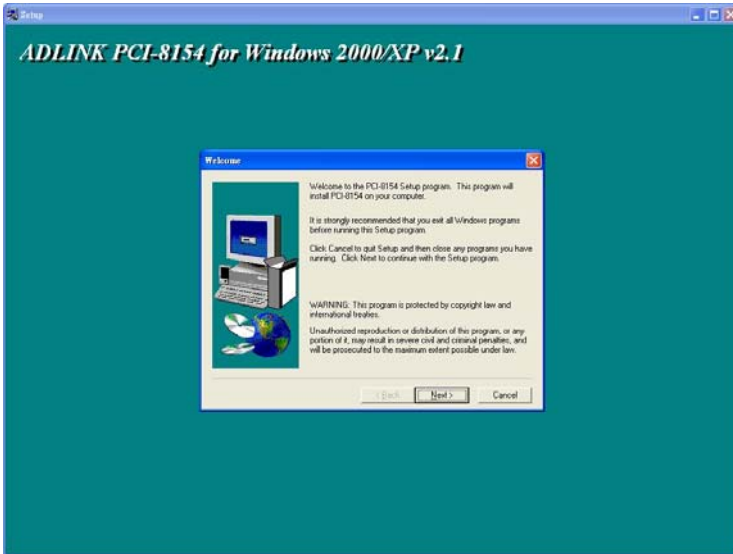 Setup
ADLINK PCI-8154 for Windows 2000/XP v2.1
Welcome
Welcome to the PCI-8154 Setup program. This program will
install PCI-8154 on your computer.
It is strongly recommended that you exit all Windows programs
before running this Setup program.
Click Cancel to quit Setup and then close any programs you have
running. Click Next to continue with the Setup program.
WARNING: This program is protected by copyright law and
international treaties.
Unauthorized reproduction or distribution of this program, or any
portion of it, may result in severe civil and criminal penalties, and
will be prosecuted to the maximum extent possible under law.
< Back Next > Cancel